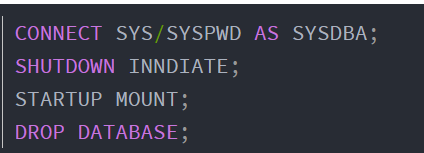 CONNECT SYS/SYSPWD AS SYSDBA;
SHUTDOWN INNDIATE;
STARTUP MOUNT;
DROP DATABASE;